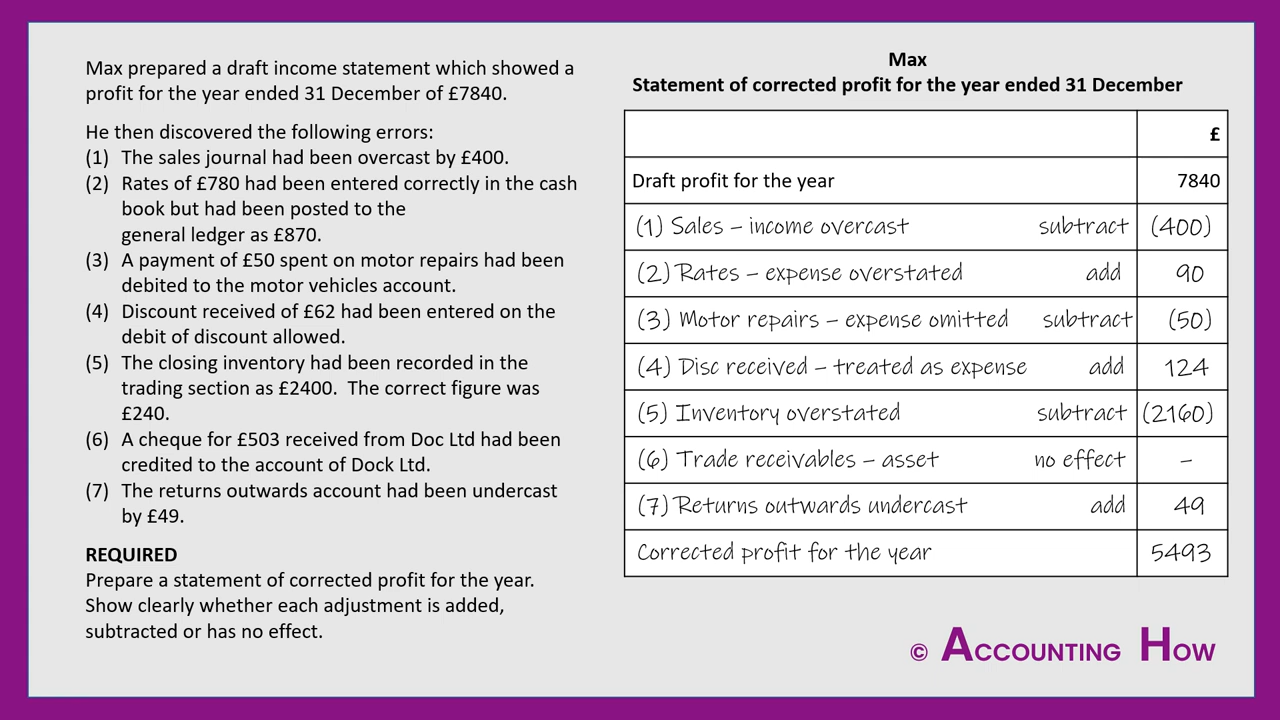 Max prepared a draft income statement which showed a
profit for the year ended 31 December of £7840.
He then discovered the following errors:
(1) The sales journal had been overcast by £400.
(2) Rates of £780 had been entered correctly in the cash
book but had been posted to the
general ledger as £870.
(3) A payment of £50 spent on motor repairs had been
debited to the motor vehicles account.
(4) Discount received of £62 had been entered on the
debit of discount allowed.
(5) The closing inventory had been recorded in the
trading section as £2400. The correct figure was
£240.
(6) A cheque for £503 received from Doc Ltd had been
credited to the account of Dock Ltd.
(7) The returns outwards account had been undercast
by £49.
REQUIRED
Prepare a statement of corrected profit for the year.
Show clearly whether each adjustment is added,
subtracted or has no effect.
Max
Statement of corrected profit for the year ended 31 December
£
Draft profit for the year 7840
(1) Sales – income overcast subtract (400)
(2) Rates – expense overstated add 90
(3) Motor repairs – expense omitted subtract (50)
(4) Disc received – treated as expense add 124
(5) Inventory overstated subtract (2160)
(6) Trade receivables – asset no effect –
(7) Returns outwards undercast add 49
Corrected profit for the year 5493
© Accounting How